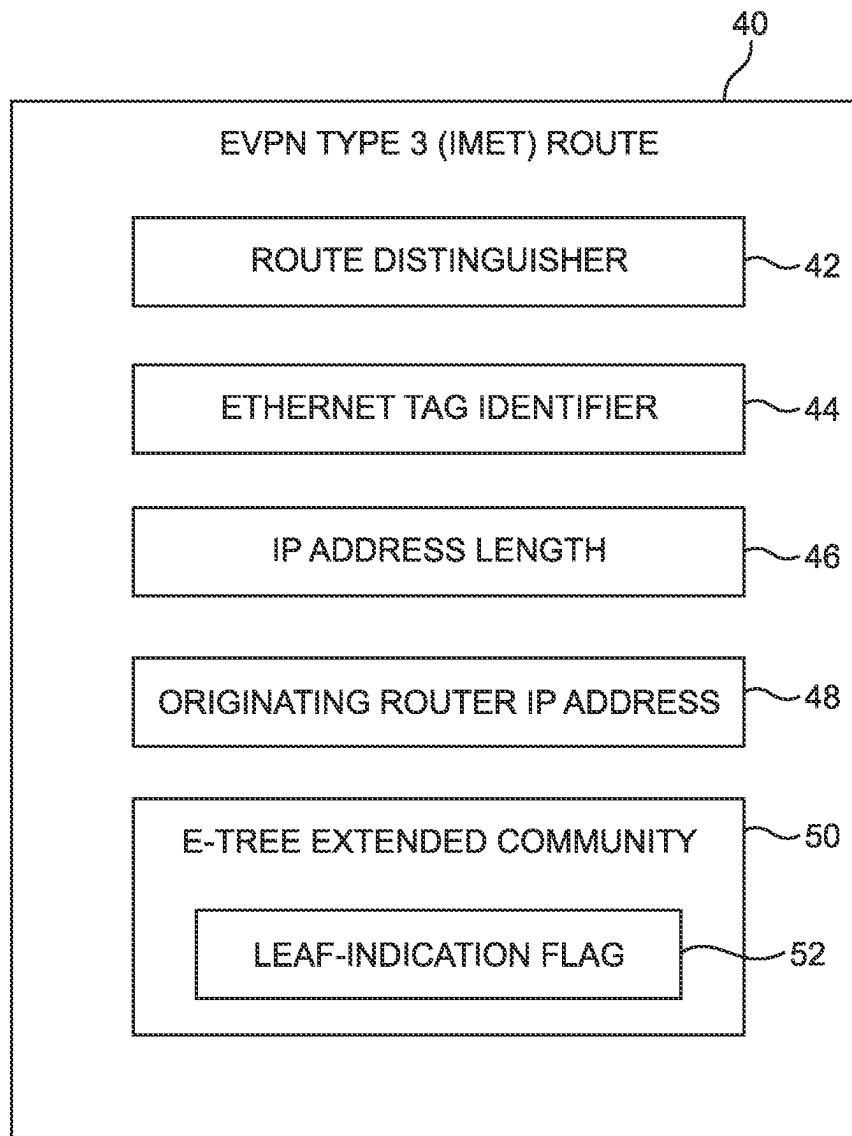 40
EVPN TYPE 3 (IMET) ROUTE
ROUTE DISTINGUISHER 42
ETHERNET TAG IDENTIFIER 44
IP ADDRESS LENGTH 46
ORIGINATING ROUTER IP ADDRESS 48
E-TREE EXTENDED COMMUNITY 50
LEAF-INDICATION FLAG 52